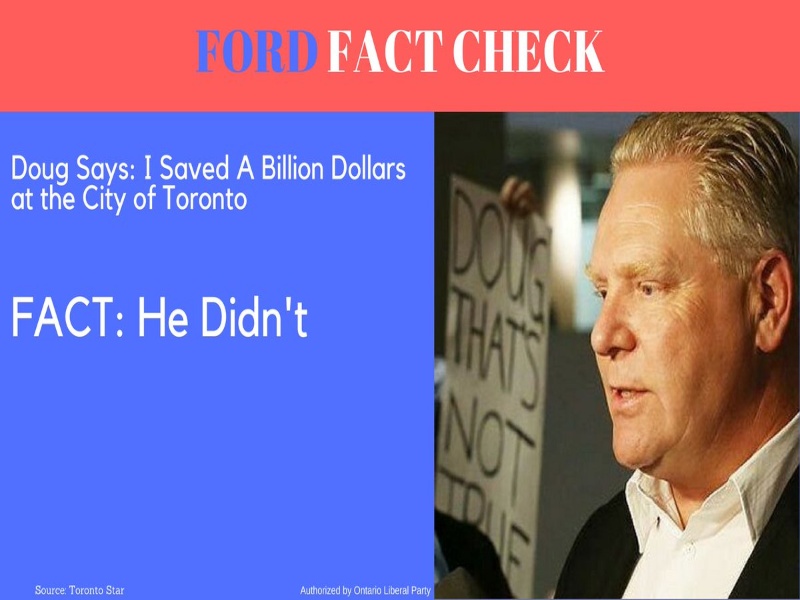 FORD FACT CHECK
Doug Says: I Saved A Billion Dollars
at the City of Toronto
FACT: He Didn't
DOUG
THAT'S
NOT
TRUE
Source: Toronto Star
Authorized by Ontario Liberal Party